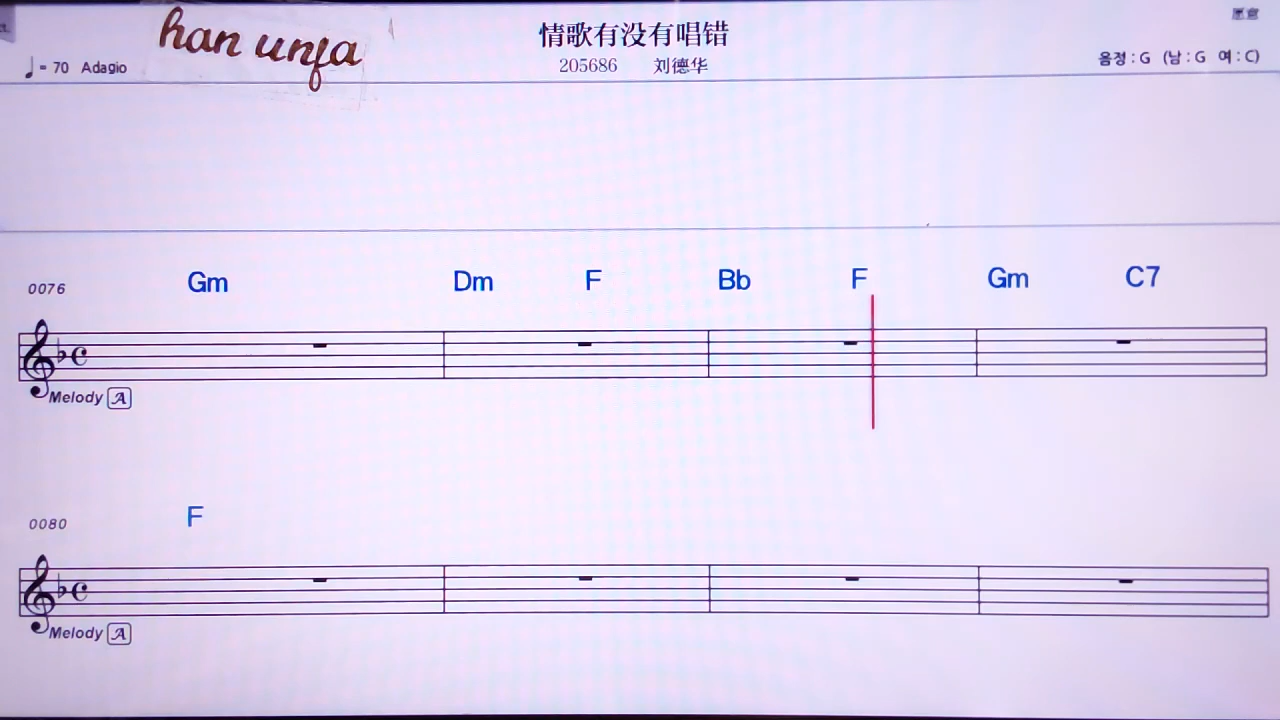 han unfa
情歌有没有唱错
♩= 70 Adagio
205686 刘德华
음정 : G (남 : G 여 : C)
0076 Gm Dm F Bb F Gm C7
Melody A
0080 F
Melody A